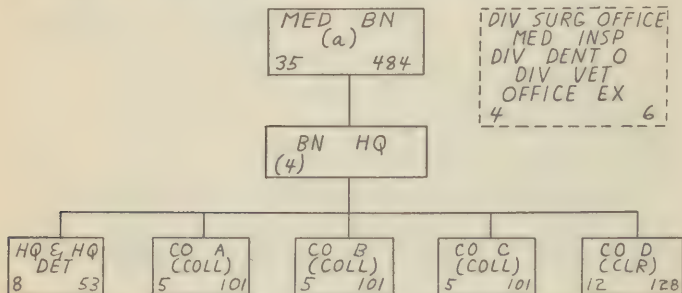 MED BN
(a)
35 484
DIV SURG OFFICE
MED INSP
DIV DENT O
DIV VET
OFFICE EX
4 6
BN HQ
(4)
HQ & HQ
DET
8 53
CO A
(COLL)
5 101
CO B
(COLL)
5 101
CO C
(COLL)
5 101
CO D
(CLR)
12 128